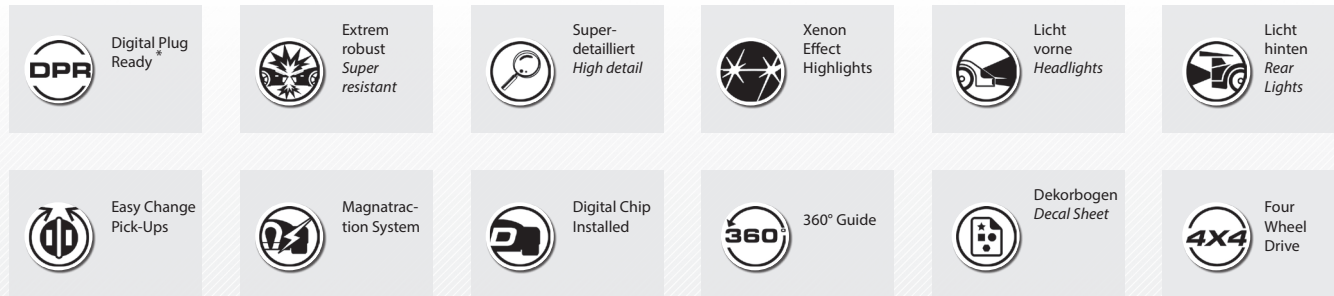 DPR
Digital Plug
Ready *
Extrem
robust
Super
resistant
Super-
detailliert
High detail
Xenon
Effect
Highlights
Licht
vorne
Headlights
Licht
hinten
Rear
Lights
Easy Change
Pick-Ups
Magnatrac-
tion System
D
Digital Chip
Installed
360°
360° Guide
Dekorbogen
Decal Sheet
4X4
Four
Wheel
Drive